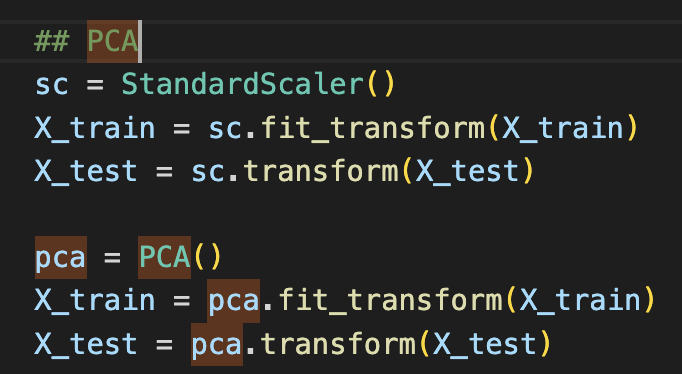 ## PCA
sc = StandardScaler()
X_train = sc.fit_transform(X_train)
X_test = sc.transform(X_test)
pca = PCA()
X_train = pca.fit_transform(X_train)
X_test = pca.transform(X_test)